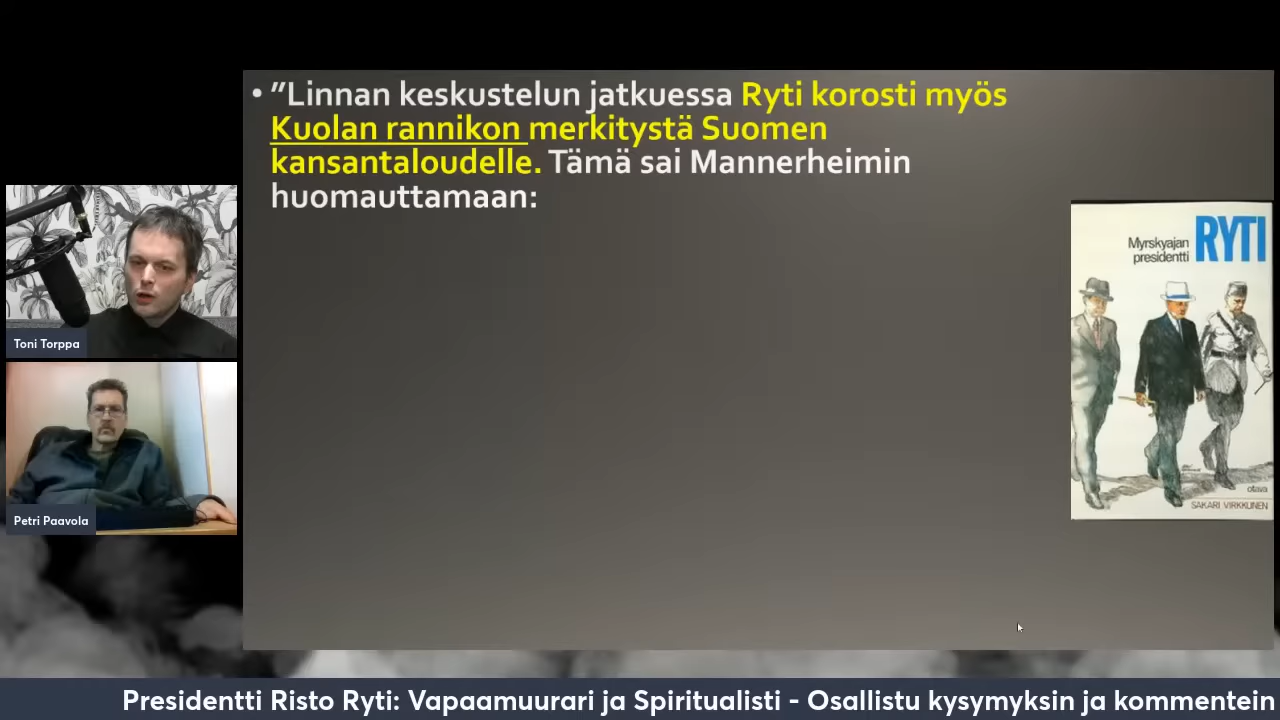 • ”Linnan keskustelun jatkuessa Ryti korosti myös
Kuolan rannikon merkitystä Suomen
kansantaloudelle. Tämä sai Mannerheimin
huomauttamaan:
Myrskyajan
presidentti
RYTI
otava
SAKARI VIRKKUNEN
Toni Torppa
Petri Paavola
Presidentti Risto Ryti: Vapaamuurari ja Spiritualisti - Osallistu kysymyksin ja kommentein